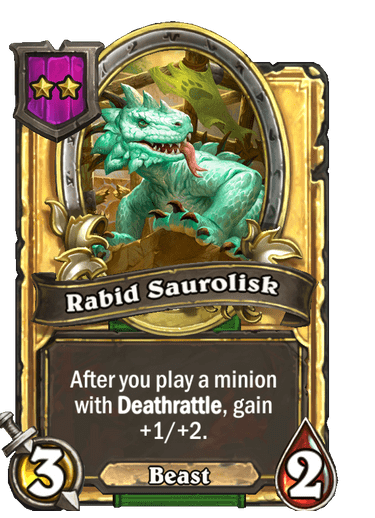 Rabid Saurolisk
After you play a minion
with Deathrattle, gain
+1/+2.
3
Beast
2